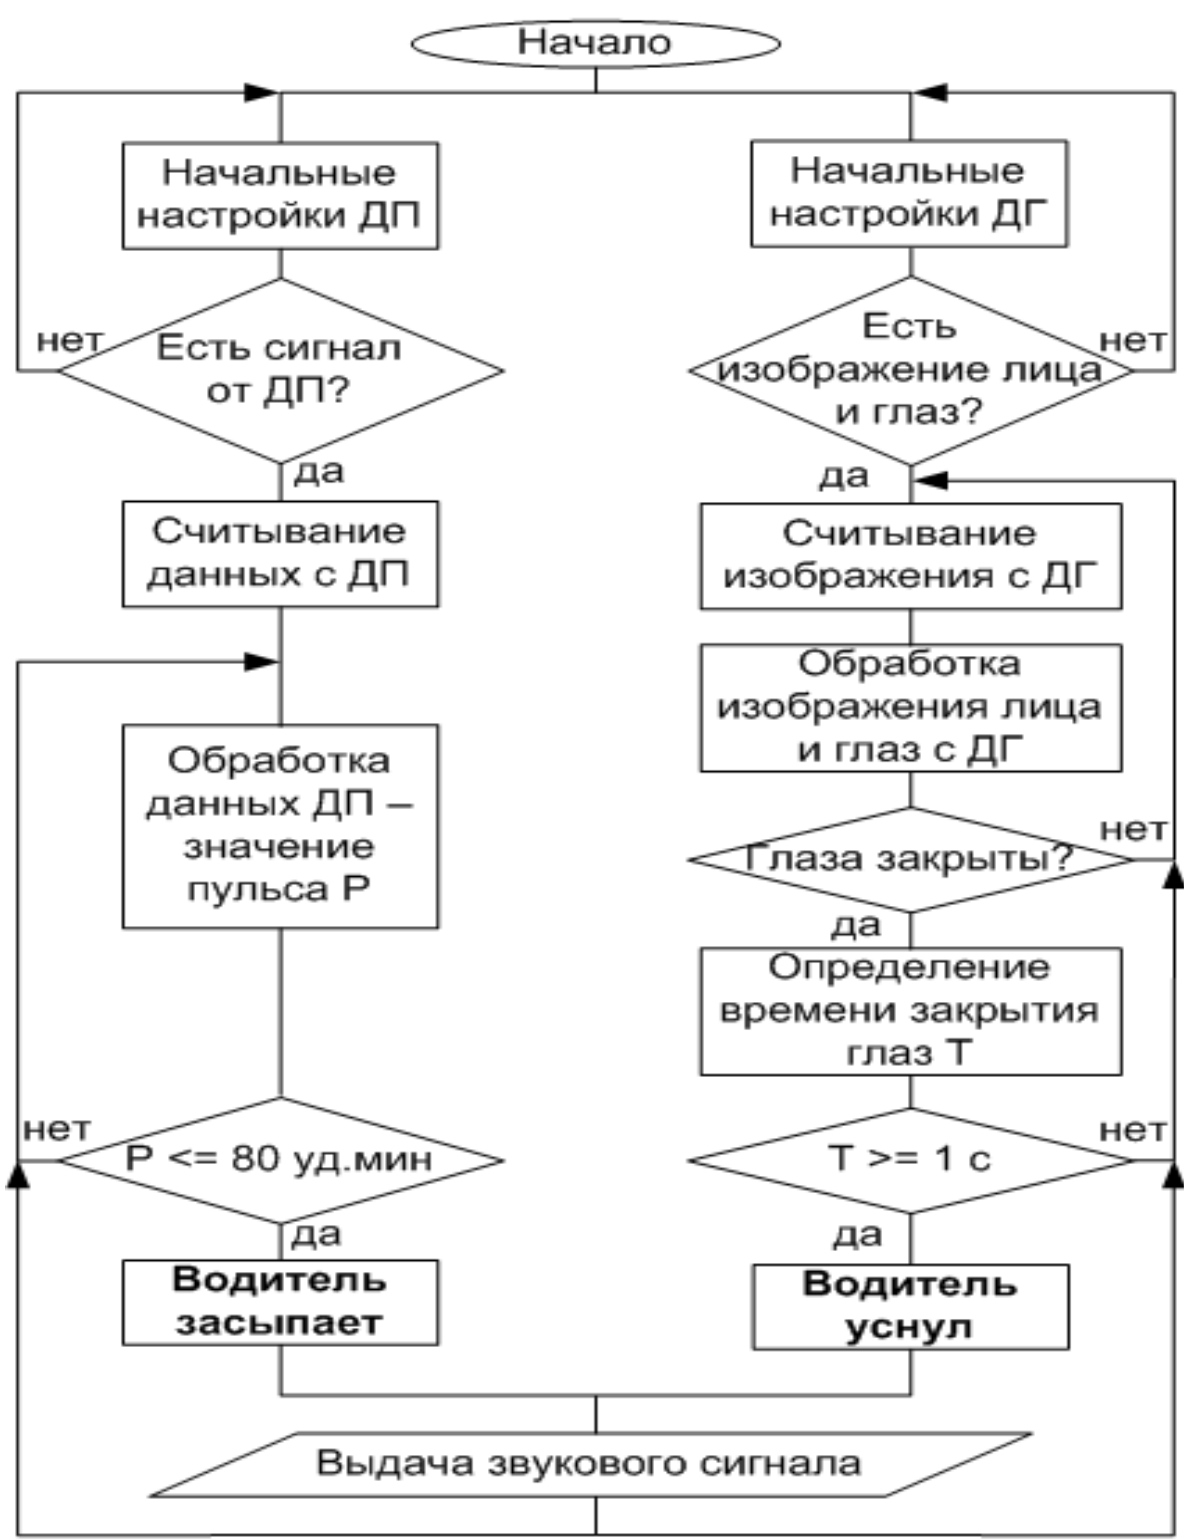 Начало
Начальные
настройки ДП
Есть сигнал
от ДП?
нет
да
Считывание
данных с ДП
Обработка
данных ДП –
значение
пульса Р
Р <= 80 уд.мин
нет
да
Водитель
засыпает
Начальные
настройки ДГ
Есть
изображение лица
и глаз?
нет
да
Считывание
изображения с ДГ
Обработка
изображения лица
и глаз с ДГ
Глаза закрыты?
нет
да
Определение
времени закрытия
глаз Т
Т >= 1 с
нет
да
Водитель
уснул
Выдача звукового сигнала